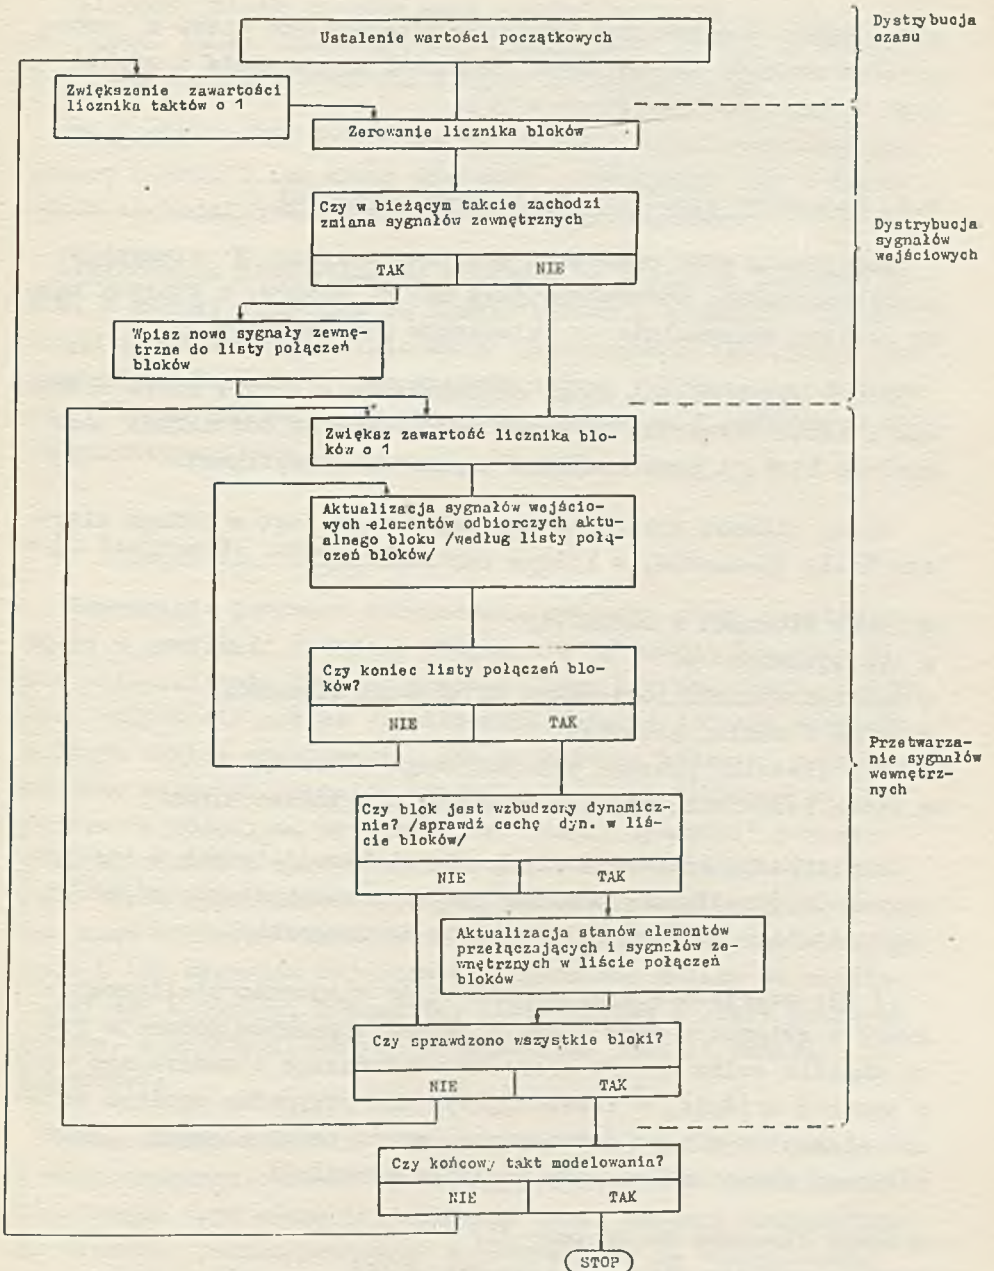 Ustalenie wartości początkowych
Dystrybucja
czasu
Zwiększenie zawartości
licznika taktów o 1
Zerowanie licznika bloków
Czy w bieżącym takcie zachodzi
zmiana sygnałów zewnętrznych
TAK
NIE
Dystrybucja
sygnałów
wejściowych
Wpisz nowe sygnały zewnę-
trzne do listy połączeń
bloków
Zwiększ zawartość licznika blo-
ków o 1
Aktualizacja sygnałów wejścio-
wych elementów odbiorczych aktu-
alnego bloku /według listy połą-
czeń bloków/
Czy koniec listy połączeń blo-
ków?
NIE
TAK
Przetwarza-
nie sygnałów
wewnętrz-
nych
Czy blok jest wzbudzony dynamicz-
nie? /sprawdź cechę dyn. w liś-
cie bloków/
NIE
TAK
Aktualizacja stanów elementów
przełączających i sygnałów ze-
wnętrznych w liście połączeń
bloków
Czy sprawdzono wszystkie bloki?
NIE
TAK
Czy końcowy takt modelowania?
NIE
TAK
STOP